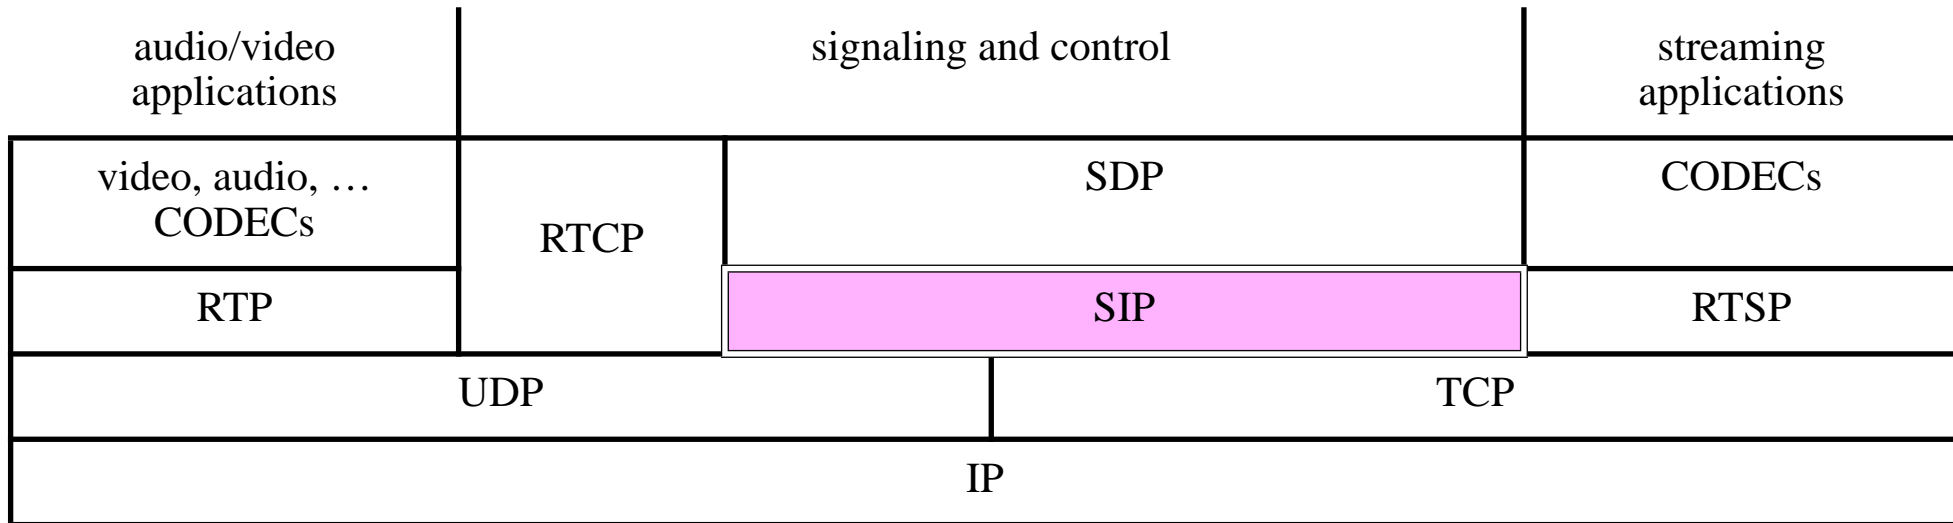 audio/video
applications
signaling and control
streaming
applications
video, audio, …
CODECs
RTCP
SDP
CODECs
RTP
SIP
RTSP
UDP
TCP
IP